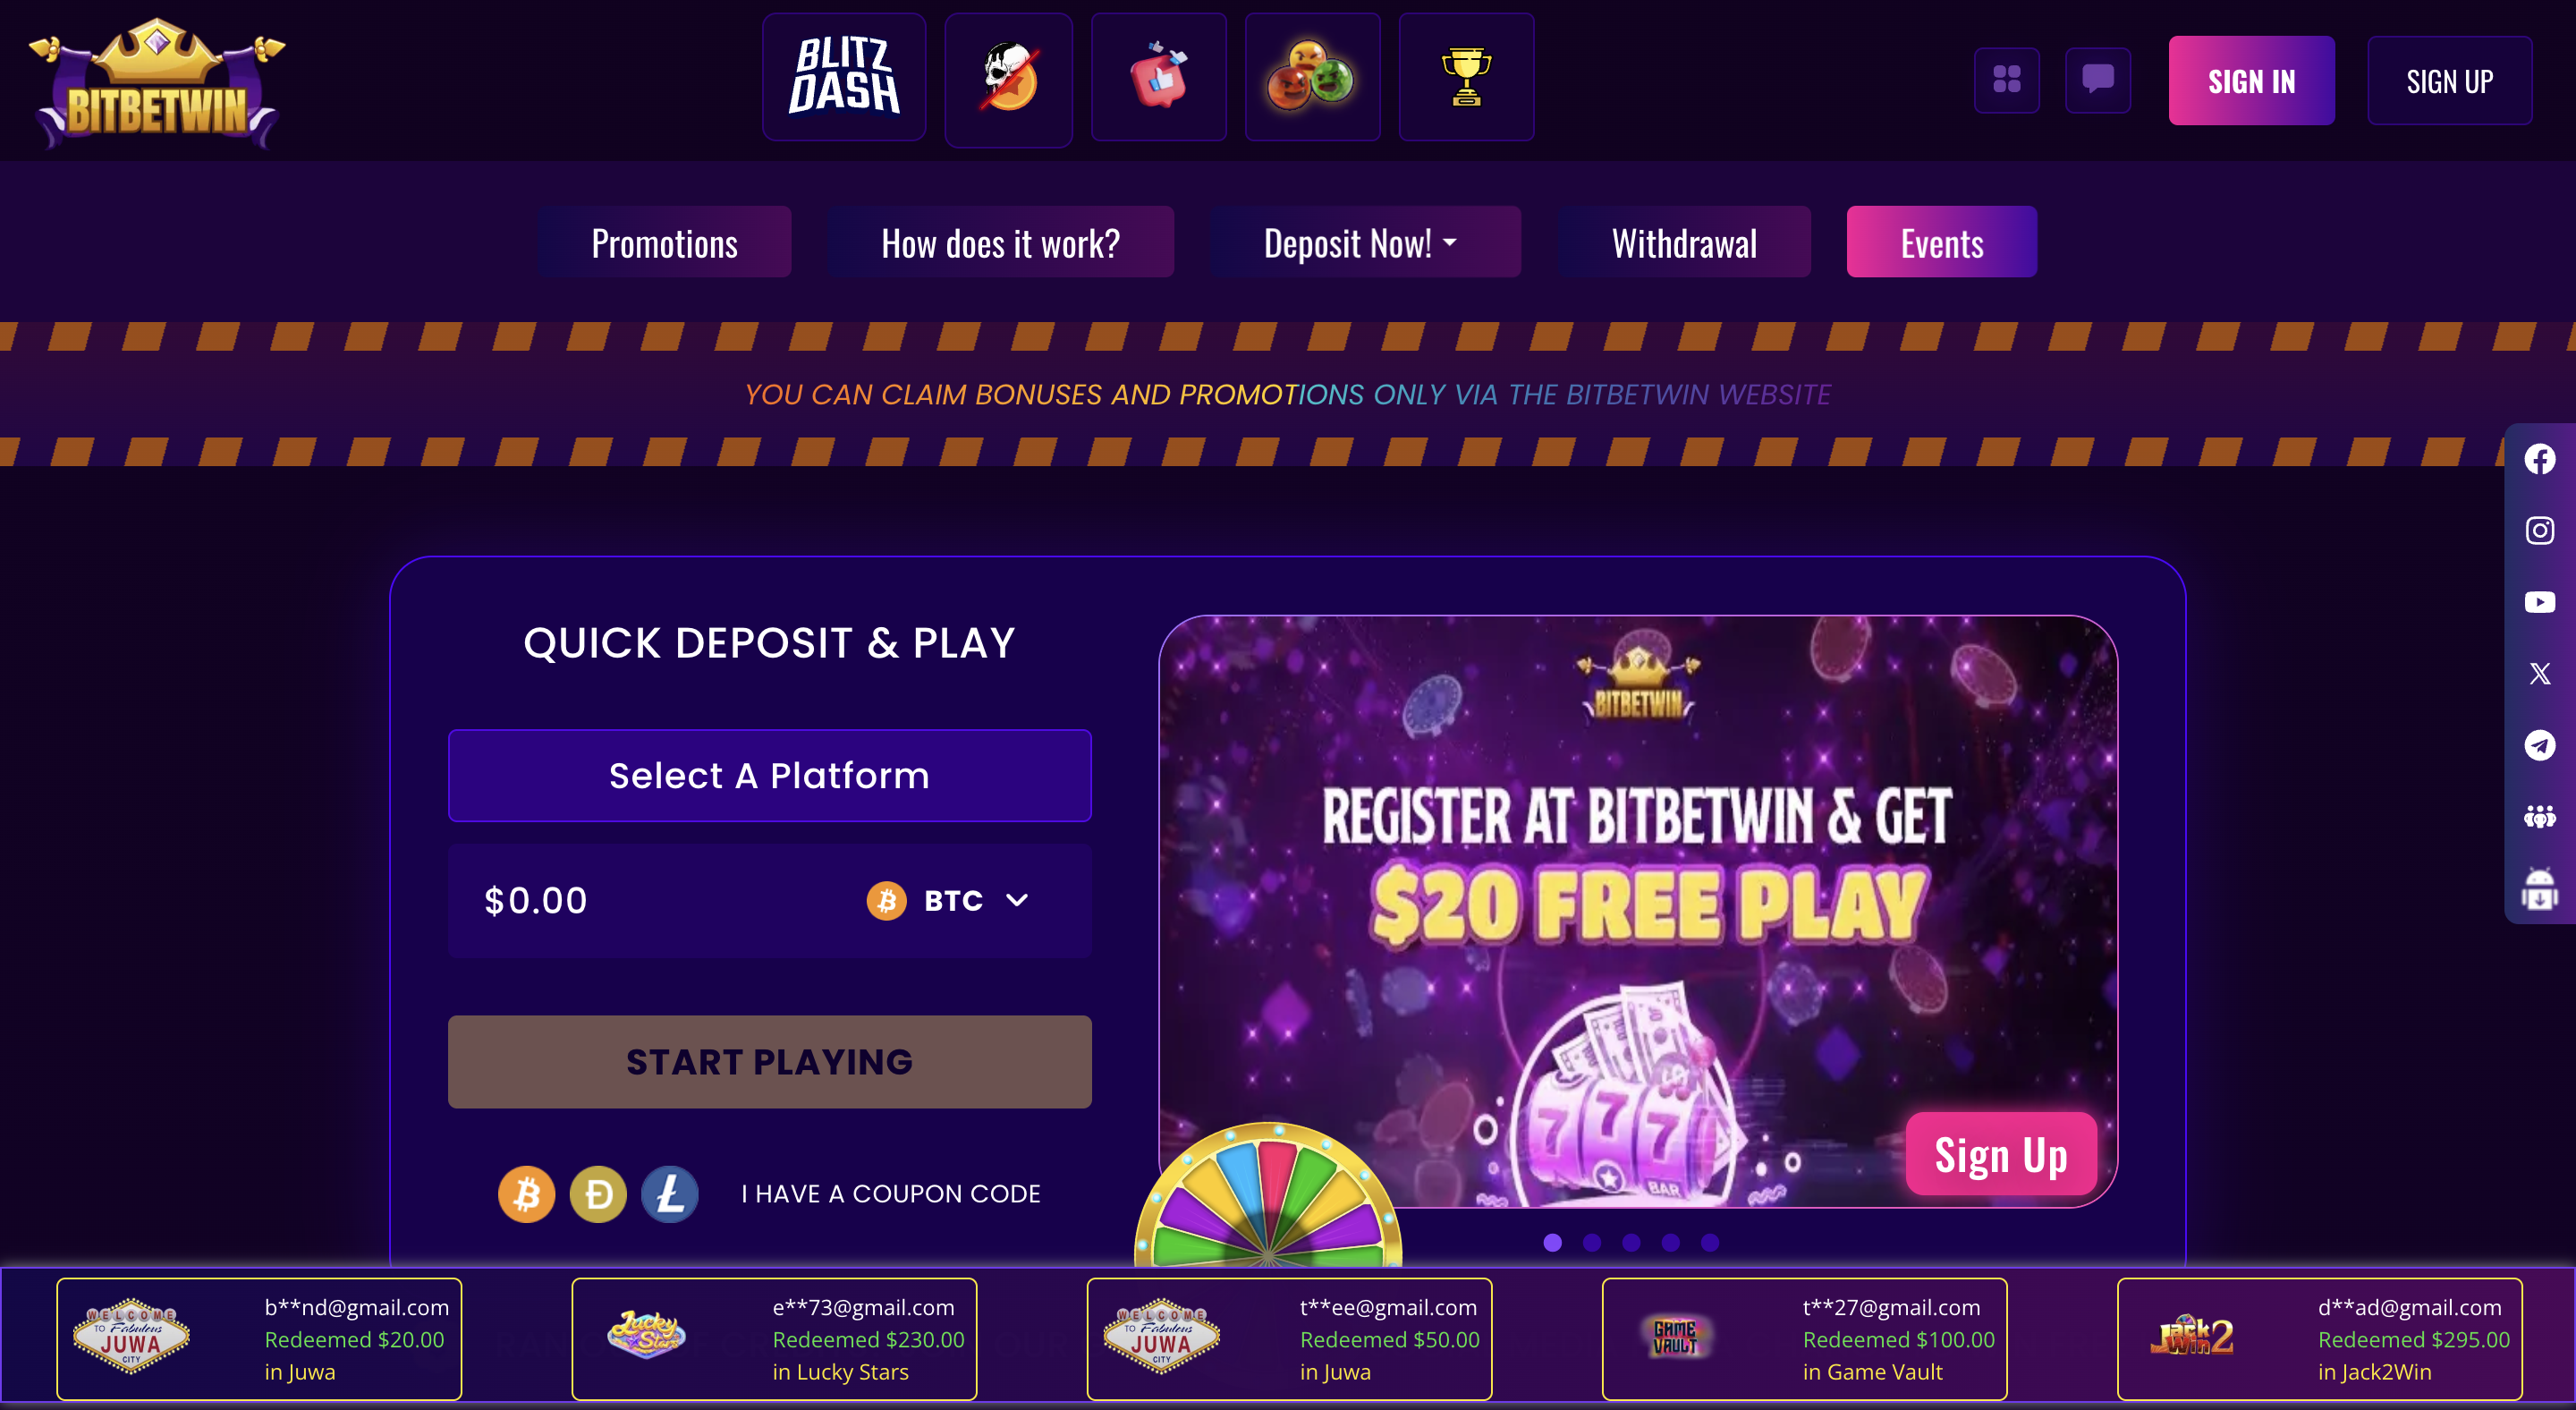 BITBETWIN
BLITZ
DASH
SIGN IN
SIGN UP
Promotions
How does it work?
Deposit Now!
Withdrawal
Events
YOU CAN CLAIM BONUSES AND PROMOTIONS ONLY VIA THE BITBETWIN WEBSITE
QUICK DEPOSIT & PLAY
Select A Platform
$0.00
BTC
START PLAYING
I HAVE A COUPON CODE
BITBETWIN
REGISTER AT BITBETWIN & GET
$20 FREE PLAY
777
BAR
Sign Up
WELCOME
TO Fabulous
JUWA
CITY
b**nd@gmail.com
Redeemed $20.00
in Juwa
Lucky
Stars
e**73@gmail.com
Redeemed $230.00
in Lucky Stars
WELCOME
TO Fabulous
JUWA
CITY
t**ee@gmail.com
Redeemed $50.00
in Juwa
GAME
VAULT
t**27@gmail.com
Redeemed $100.00
in Game Vault
Jack
Win 2
d**ad@gmail.com
Redeemed $295.00
in Jack2Win